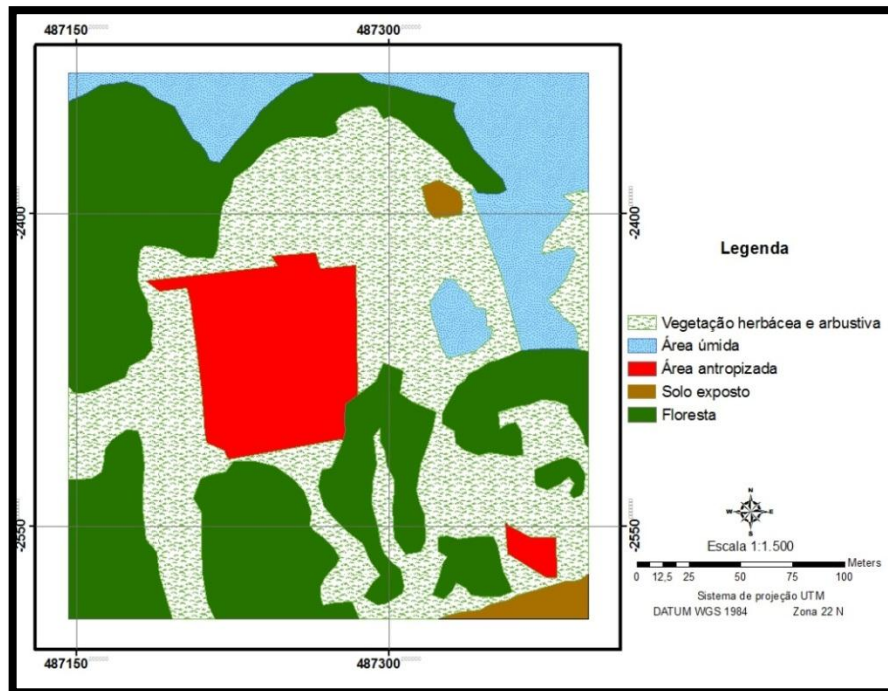 487150 487300
-2400 -2400
Legenda
Vegetação herbácea e arbustiva
Área úmida
Área antropizada
Solo exposto
Floresta
N
W E
S
-2550 -2550
Escala 1:1.500
Meters
0 12,5 25 50 75 100
Sistema de projeção UTM
DATUM WGS 1984 Zona 22 N
487150 487300